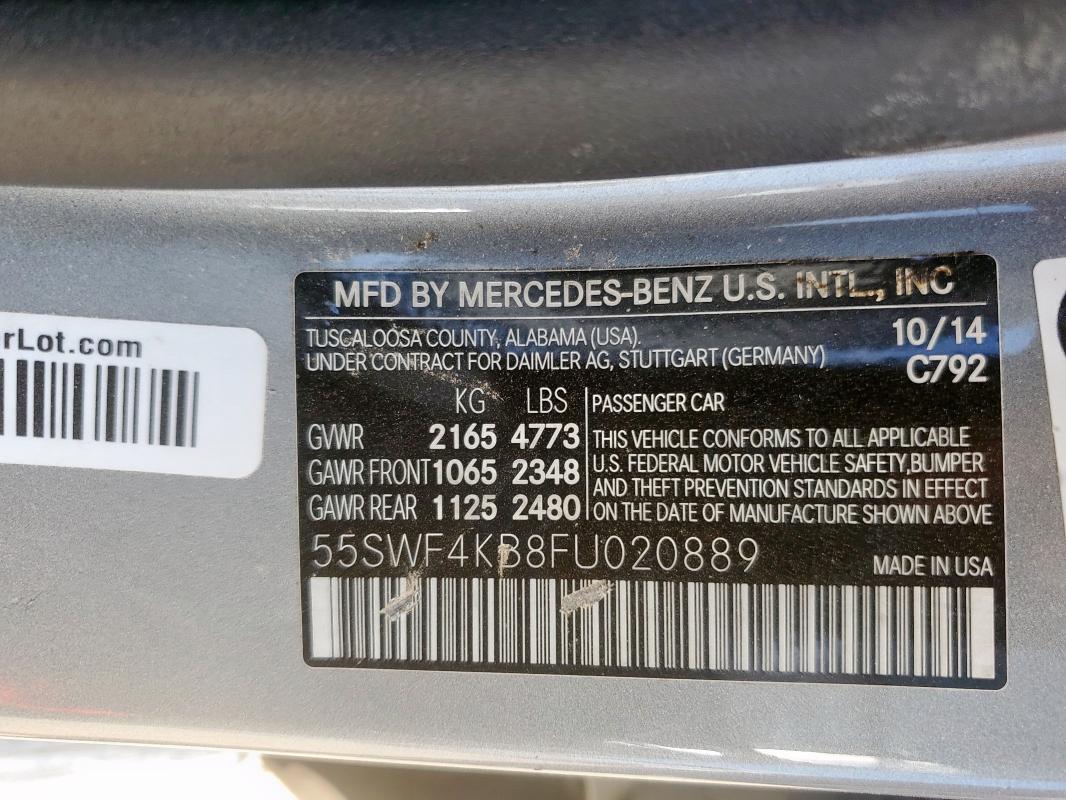 rLot.com
MFD BY MERCEDES-BENZ U.S. INTL., INC
TUSCALOOSA COUNTY, ALABAMA (USA). 10/14
UNDER CONTRACT FOR DAIMLER AG, STUTTGART (GERMANY) C792
KG LBS PASSENGER CAR
GVWR 2165 4773 THIS VEHICLE CONFORMS TO ALL APPLICABLE
GAWR FRONT 1065 2348 U.S. FEDERAL MOTOR VEHICLE SAFETY, BUMPER
AND THEFT PREVENTION STANDARDS IN EFFECT
GAWR REAR 1125 2480 ON THE DATE OF MANUFACTURE SHOWN ABOVE
55SWF4KB8FU020889 MADE IN USA